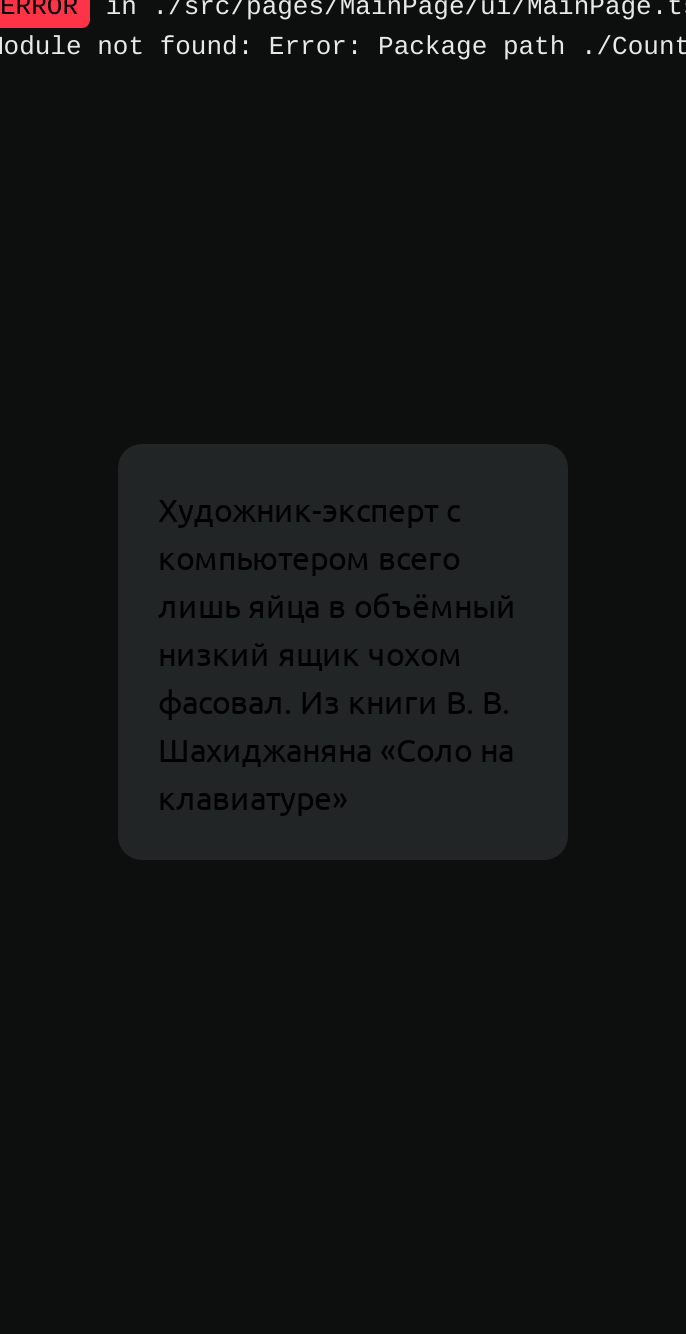 ERROR in ./src/pages/MainPage/ui/MainPage.t
Module not found: Error: Package path ./Count
Художник-эксперт с
компьютером всего
лишь яйца в объёмный
низкий ящик чохом
фасовал. Из книги В. В.
Шахиджаняна «Соло на
клавиатуре»